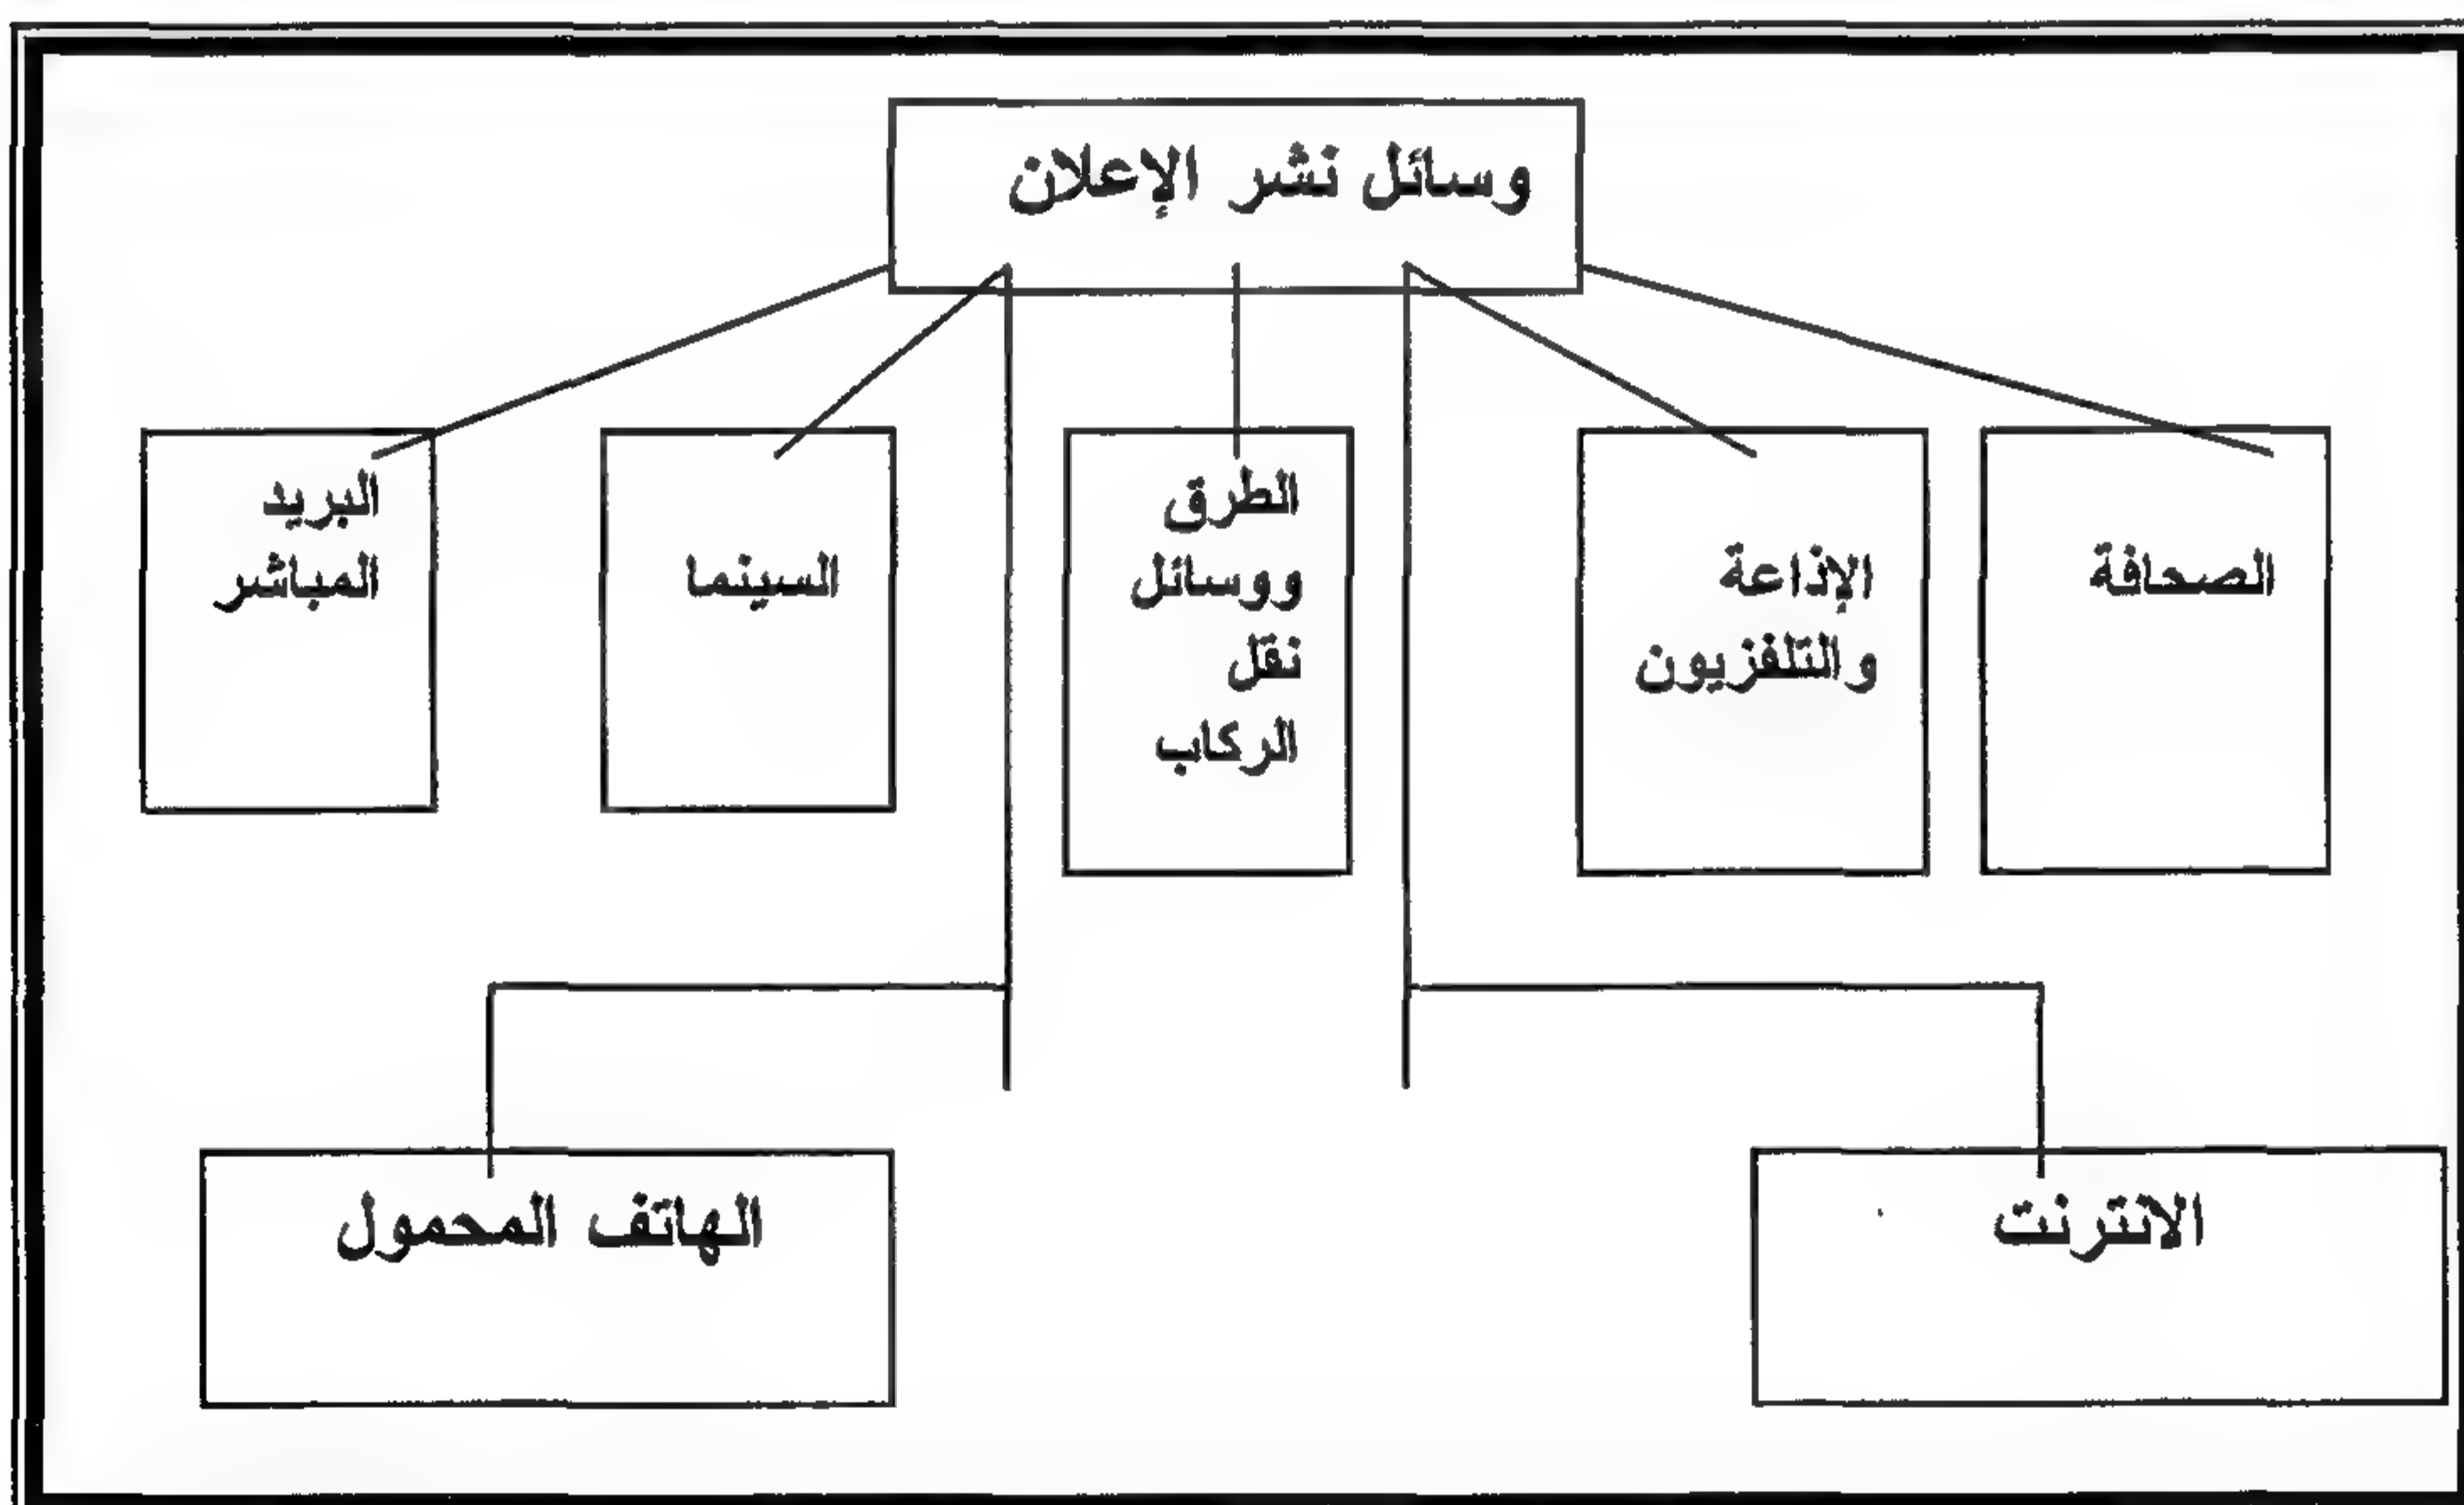 وسائل نشر الإعلان
الصحافة
الإذاعة
والتلفزيون
الطرق
ووسائل
نقل
الركاب
السينما
البريد
المباشر
الانترنت
الهاتف المحمول